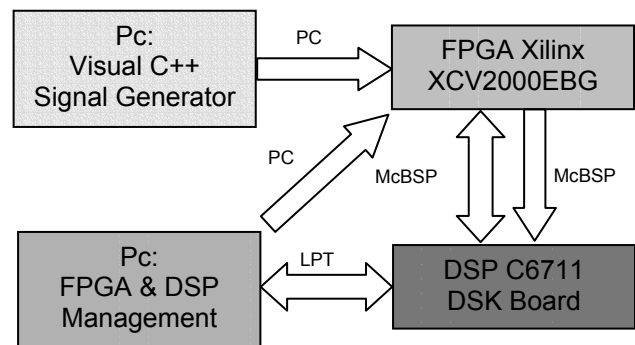 Pc:
Visual C++
Signal Generator
PC
FPGA Xilinx
XCV2000EBG
PC
McBSP
McBSP
Pc:
FPGA & DSP
Management
LPT
DSP C6711
DSK Board